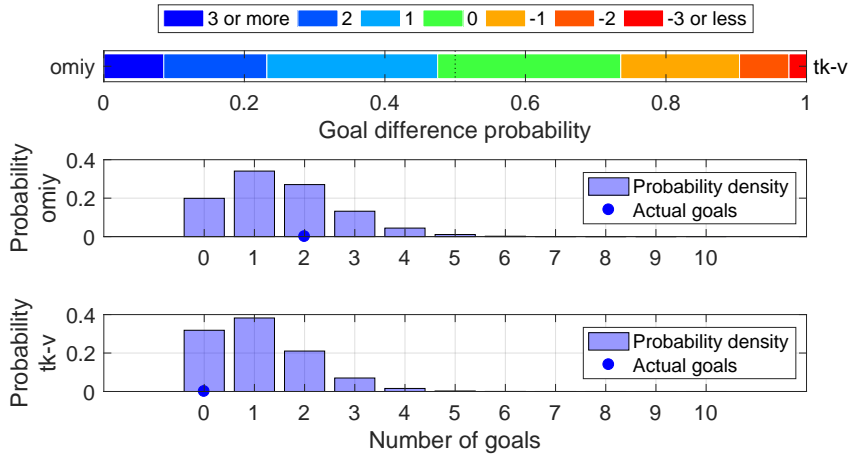 3 or more 2 1 0 -1 -2 -3 or less
omiy tk-v
0 0.2 0.4 0.6 0.8 1
Goal difference probability
Probability
omiy
0.4
0.2
0
Probability density
Actual goals
0 1 2 3 4 5 6 7 8 9 10
Probability
tk-v
0.4
0.2
0
Probability density
Actual goals
0 1 2 3 4 5 6 7 8 9 10
Number of goals